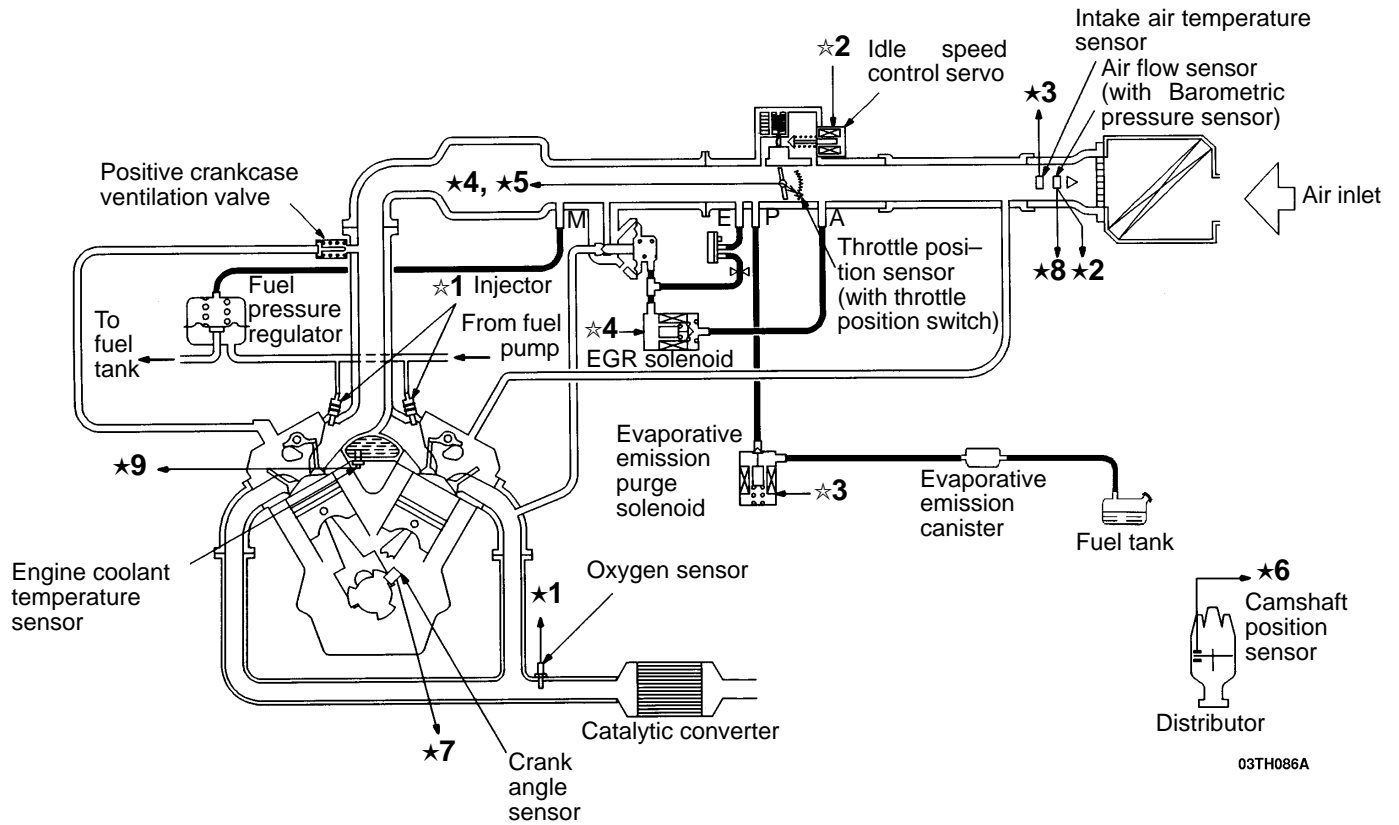 Intake air temperature
sensor
☆2 Idle speed
control servo
Air flow sensor
(with Barometric
pressure sensor)
★3
Positive crankcase
ventilation valve
★4, ★5
Air inlet
M
E
P
A
★8 ★2
Throttle posi–
tion sensor
(with throttle
position switch)
Fuel
pressure
regulator
☆1 Injector
To
fuel
tank
From fuel
pump
☆4
EGR solenoid
★9
Evaporative
emission
purge
solenoid
☆3
Evaporative
emission
canister
Fuel tank
Engine coolant
temperature
sensor
Oxygen sensor
★1
★6
Camshaft
position
sensor
Distributor
Catalytic converter
★7
Crank
angle
sensor
03TH086A